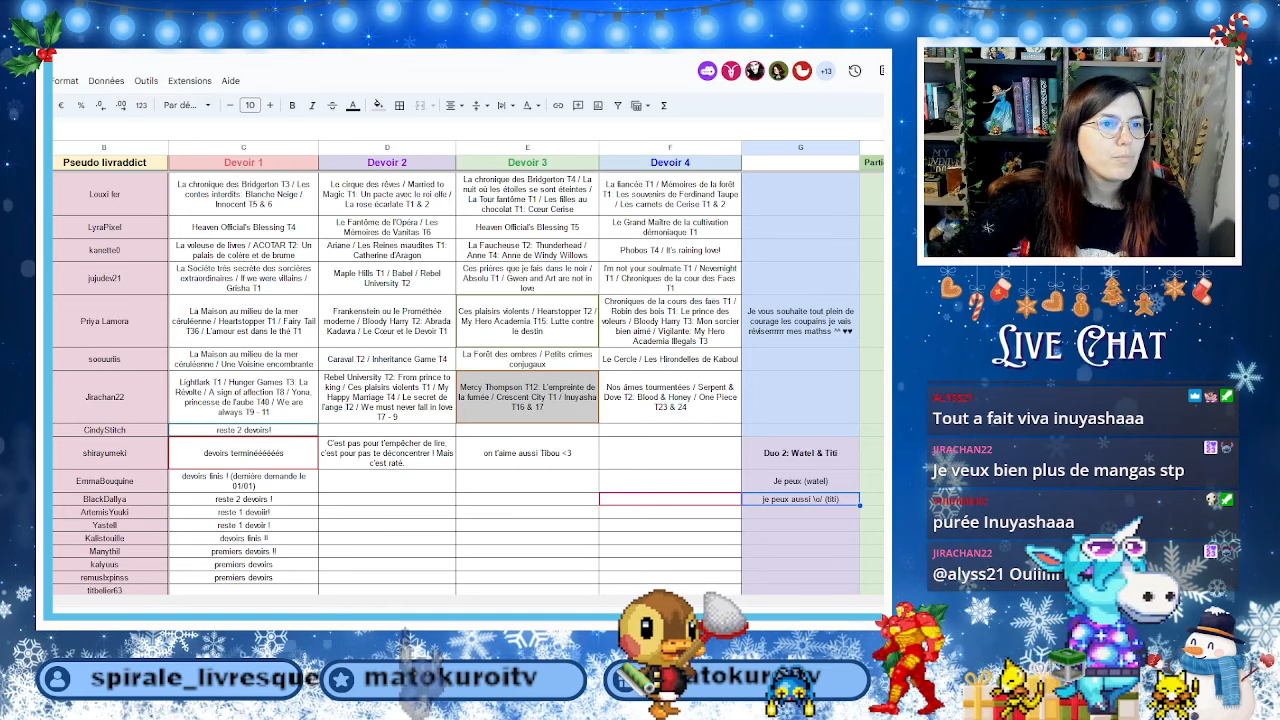 ormat Données Outils Extensions Aide
+13
€ % .0 .00 123 Par dé... − 10 + B I A Σ
B C D E F G
Pseudo livraddict Devoir 1 Devoir 2 Devoir 3 Devoir 4 Parti
Louxi fer
La chronique des Bridgerton T3 / Les
contes interdits: Blanche Neige /
Innocent T5 & 6
Le cirque des rêves / Married to
Magic T1: Un pacte avec le roi elfe /
La rose écarlate T1 & 2
La chronique des Bridgerton T4 / La
nuit où les étoiles se sont éteintes /
La Tour fantôme T1 / Les filles au
chocolat T1: Cœur Cerise
La fiancée T1 / Mémoires de la forêt
T1: Les souvenirs de Ferdinand Taupe
/ Les carnets de Cerise T1 & 2
LyraPixel
Heaven Official's Blessing T4
Le Fantôme de l'Opéra / Les
Mémoires de Vanitas T6
Heaven Official's Blessing
Le Grand Maître de la cultivation
démoniaque T1
kanette0
La voleuse de livres / ACOTAR T2: Un
palais de colère et de brume
Ariane / Les Reines maudites T1:
Catherine d'Aragon
La Faucheuse T2: Thunderhead /
Anne T4: Anne de Windy Willows
Phobos T4 / It's raining love!
jujudev21
La Société très secrète des sorcières
extraordinaires / If we were villains /
Grisha T1
Maple Hills T1 / Babel / Rebel
University T2
Ces prières que je fais dans le noir /
Absolu T1 / Gwen and Art are not in
love
I'm not your soulmate T1 / Nevernight
T1 / Chroniques de la cour des Faes
T1
Priya Lamora
La Maison au milieu de la mer
céruléenne / Heartstopper T1 / Fairy Tail
T36 / L'amour est dans le thé T1
Frankenstein ou le Prométhée
moderne / Bloody Harry T2: Abrada
Kadavra / Le Cœur et le Devoir T1
Ces plaisirs violents / Hearstopper T2 /
My Hero Academia T15: Lutte contre
le destin
Chroniques de la cours des faes T1 /
Robin des bois T1: Le prince des
voleurs / Bloody Harry T3: Mon sorcier
bien aimé / Vigilante: My Hero
Academia Illegals T3
Je vous souhaite tout plein de
courage les coupains je vais
révisermrrr mes mathss ^^ ♥♥
soouuriis
La Maison au milieu de la mer
céruléenne / Une Voisine encombrante
Caraval T2 / Inheritance Game T4
La Forêt des ombres / Petits crimes
conjugaux
Le Cercle / Les Hirondelles de Kaboul
Jirachan22
Lightlark T1 / Hunger Games T3: La
Révolte / A sign of affection T8 / Yona,
princesse de l'aube T40 / We are
always T9 - 11
Rebel University T2: From prince to
king / Ces plaisirs violents T1 / My
Happy Marriage T4 / Le secret de
l'ange T2 / We must never fall in love
T7 - 9
Mercy Thompson T12: L'empreinte de
la fumée / Crescent City T1 / Inuyasha
T16 & 17
Nos âmes tourmentées / Serpent &
Dove T2: Blood & Honey / One Piece
T23 & 24
CindyStitch reste 2 devoirs!
shirayumeki devoirs terminéééééés
C'est pas pour t'empêcher de lire,
c'est pour pas te déconcentrer ! Mais
c'est raté.
on t'aime aussi Tibou <3
Duo 2: Watel & Titi
EmmaBouquine
devoirs finis ! (dernière demande le
01/01)
Je peux (watel)
BlackDallya reste 2 devoirs ! je peux aussi \o/ (titi)
ArtemisYuuki reste 1 devoir!
Yastell reste 1 devoir !
Kalistouille devoirs finis !!
Manythil premiers devoirs !!
kalyuus premiers devoirs
remuslxpinss premiers devoirs
titbelier63
LIVE CHAT
ALYSS21
Tout a fait viva inuyashaaa
JIRACHAN22
Je veux bien plus de mangas stp
purée Inuyashaaa
JIRACHAN22
@alyss21 Ouiiiii
spirale_livresque